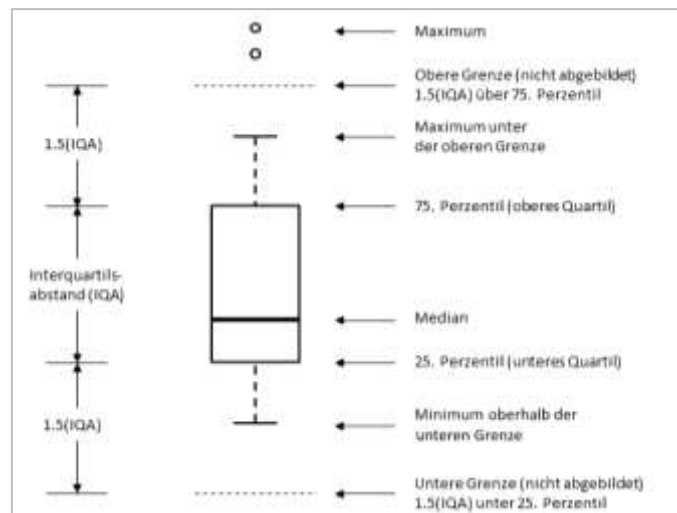 Maximum
Obere Grenze (nicht abgebildet)
1.5(IQA) über 75. Perzentil
1.5(IQA)
Maximum unter
der oberen Grenze
75. Perzentil (oberes Quartil)
Interquartils-
abstand (IQA)
Median
25. Perzentil (unteres Quartil)
1.5(IQA)
Minimum oberhalb der
unteren Grenze
Untere Grenze (nicht abgebildet)
1.5(IQA) unter 25. Perzentil